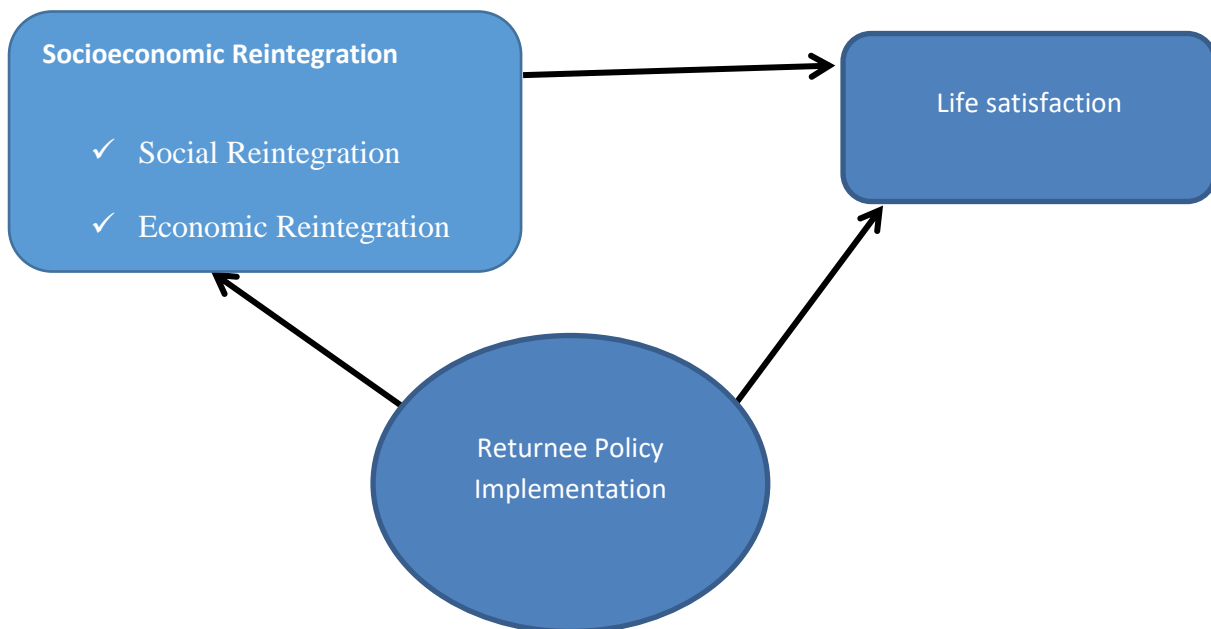 Socioeconomic Reintegration
✓ Social Reintegration
✓ Economic Reintegration
Life satisfaction
Returnee Policy
Implementation